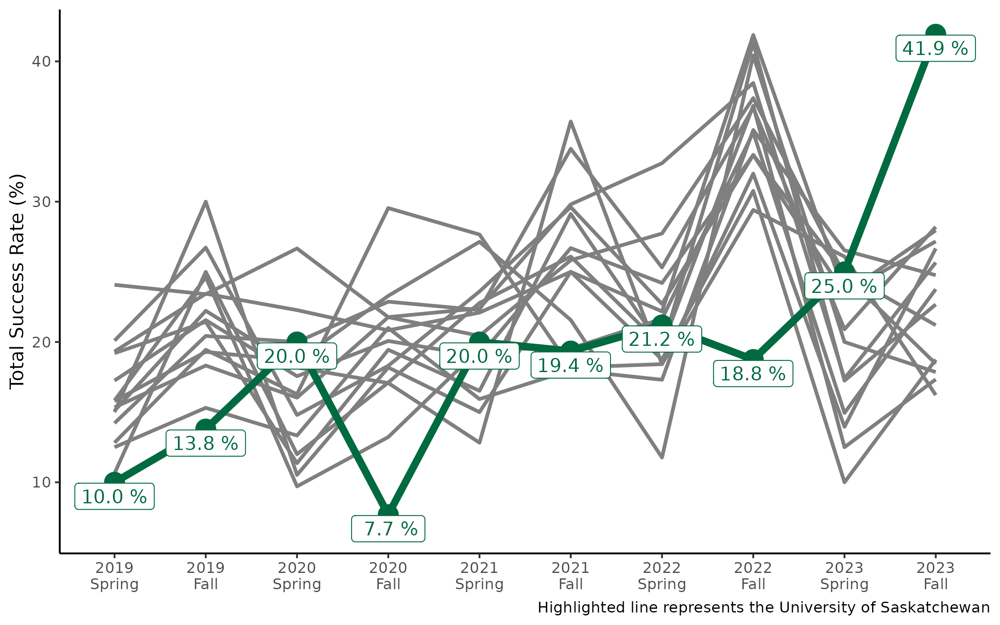 Total Success Rate (%)
40
30
20
10
41.9 %
25.0 %
21.2 %
20.0 %
20.0 %
19.4 %
18.8 %
13.8 %
10.0 %
7.7 %
2019 Spring
2019 Fall
2020 Spring
2020 Fall
2021 Spring
2021 Fall
2022 Spring
2022 Fall
2023 Spring
2023 Fall
Highlighted line represents the University of Saskatchewan